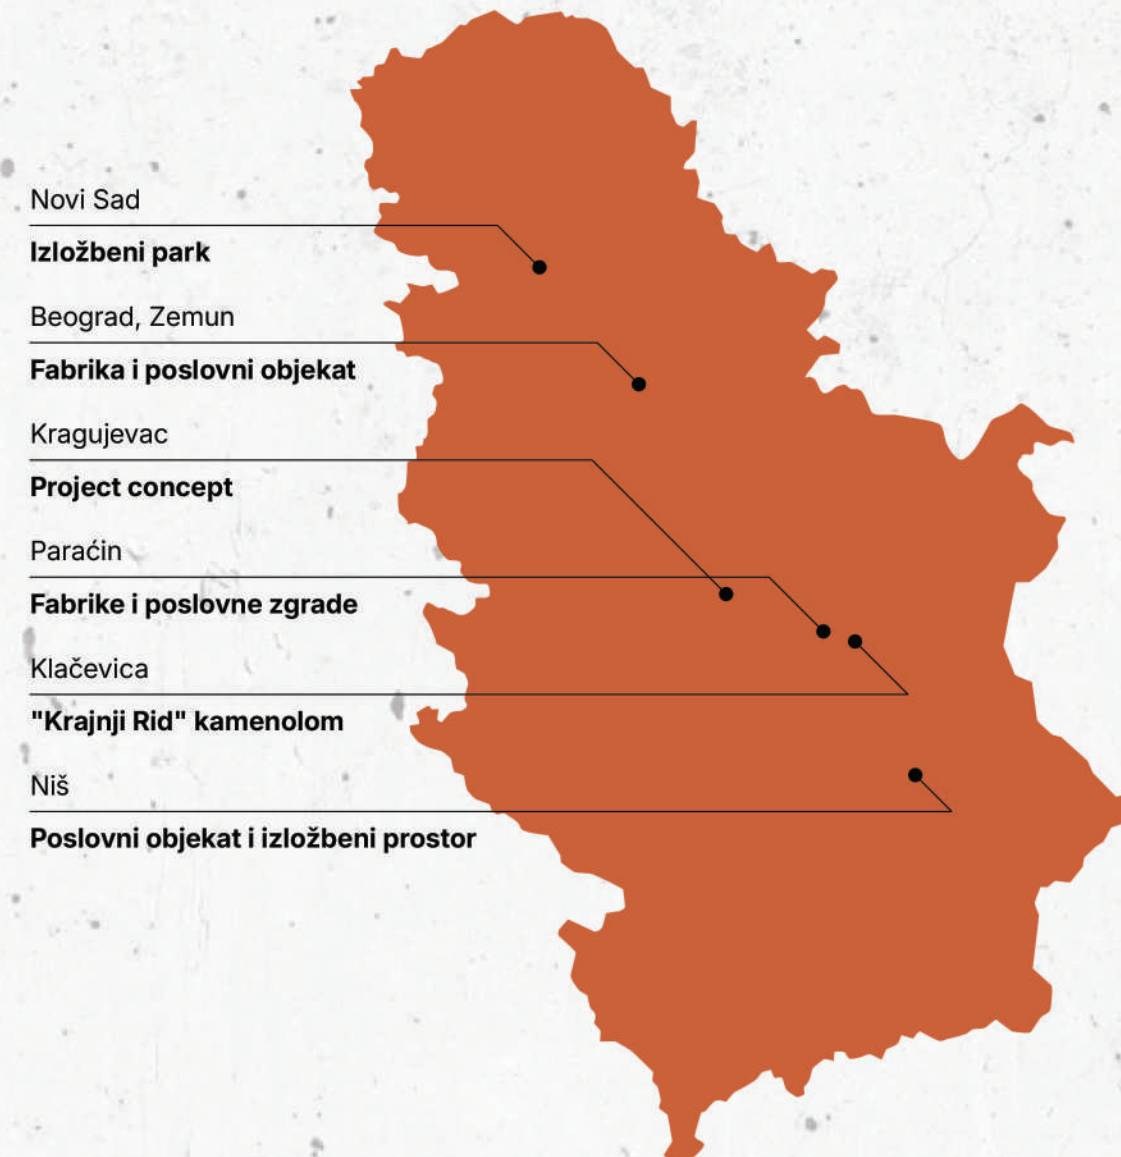 Novi Sad
Izložbeni park
Beograd, Zemun
Fabrika i poslovni objekat
Kragujevac
Project concept
Paraćin
Fabrike i poslovne zgrade
Klačevica
"Krajnji Rid" kamenolom
Niš
Poslovni objekat i izložbeni prostor